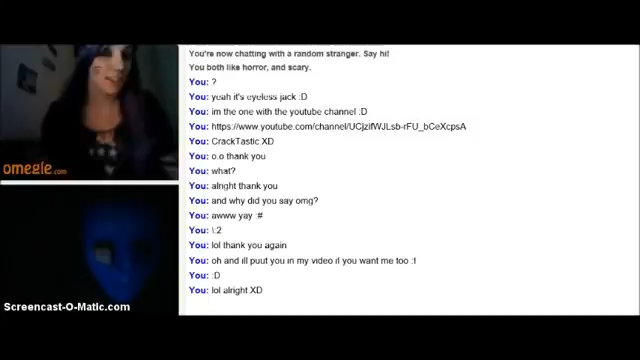 You're now chatting with a random stranger. Say hi!
You both like horror, and scary.
You: ?
You: yeah it's eyeless jack :D
You: im the one with the youtube channel :D
You: https://www.youtube.com/channel/UCjzifWJLsb-rFU_bCeXcpsA
You: CrackTastic XD
You: o.o thank you
You: what?
You: alright thank you
You: and why did you say omg?
You: awww yay :#
You: \:2
You: lol thank you again
You: oh and ill puut you in my video if you want me too :!
You: :D
You: lol alright XD
omegle.com
Screencast-O-Matic.com